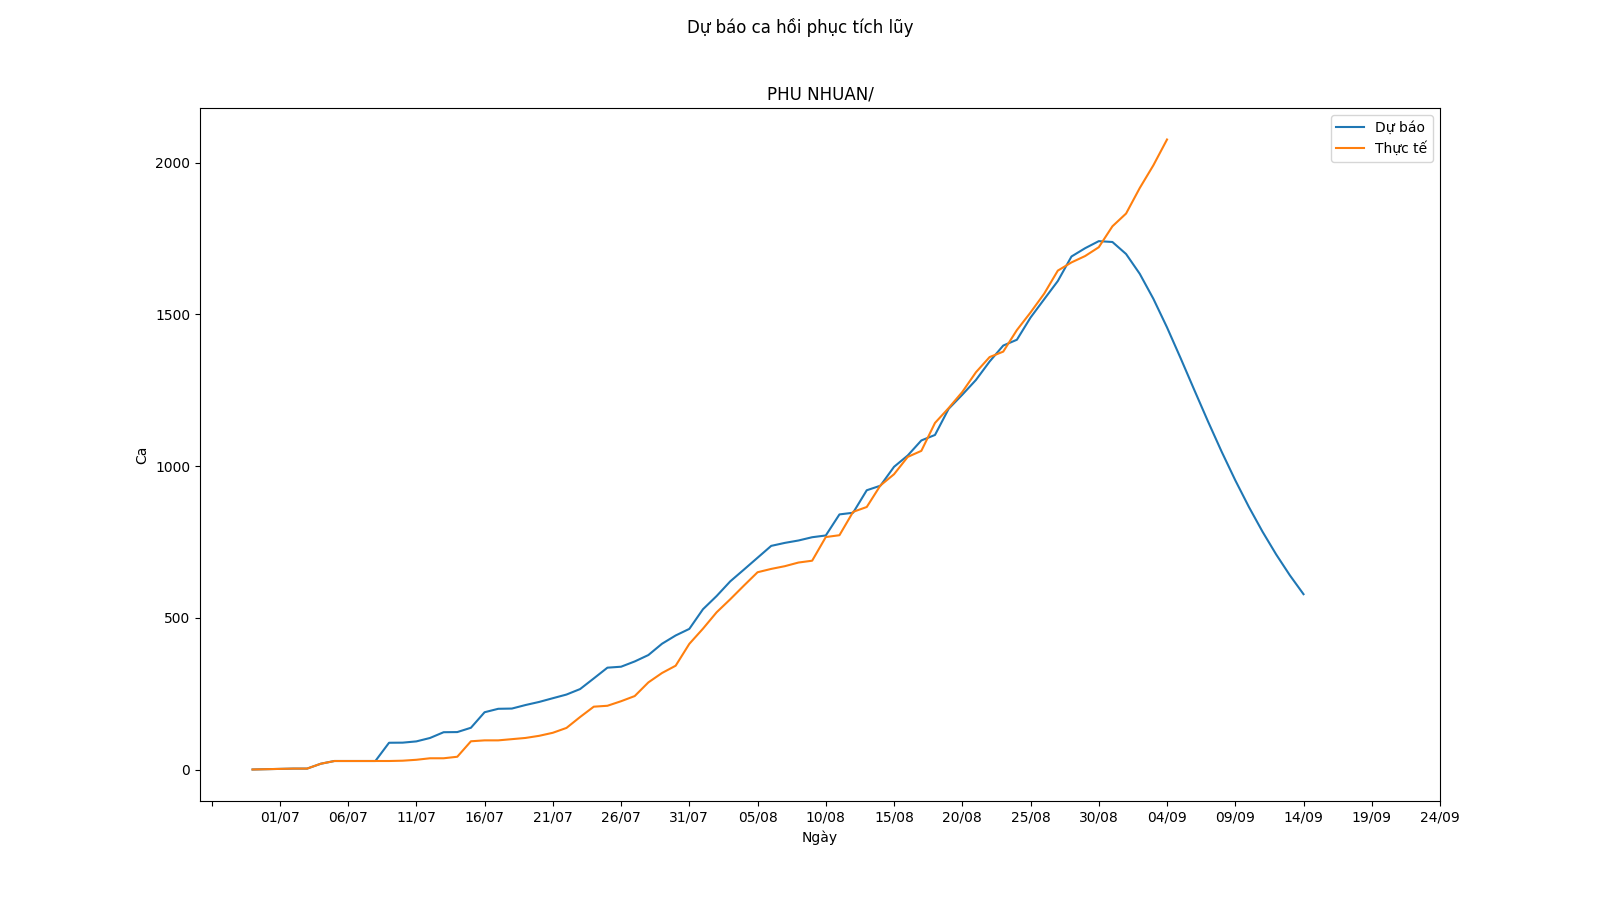 Dự báo ca hồi phục tích lũy
PHU NHUAN/
Dự báo
Thực tế
2000
1500
1000
500
0
Ca
01/07 06/07 11/07 16/07 21/07 26/07 31/07 05/08 10/08 15/08 20/08 25/08 30/08 04/09 09/09 14/09 19/09 24/09
Ngày